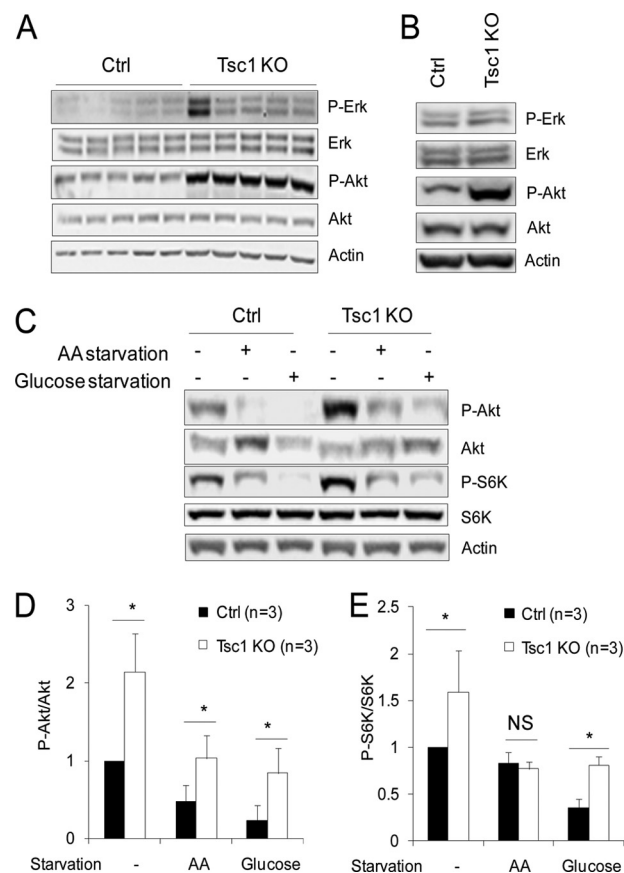 A
Ctrl Tsc1 KO
P-Erk
Erk
P-Akt
Akt
Actin
B
Ctrl Tsc1 KO
P-Erk
Erk
P-Akt
Akt
Actin
C
Ctrl Tsc1 KO
AA starvation - + - - + -
Glucose starvation - - + - - +
P-Akt
Akt
P-S6K
S6K
Actin
D
P-Akt/Akt
3
2
1
0
* * *
Ctrl (n=3)
Tsc1 KO (n=3)
Starvation - AA Glucose
E
P-S6K/S6K
2.5
2
1.5
1
0.5
0
* NS *
Ctrl (n=3)
Tsc1 KO (n=3)
Starvation - AA Glucose